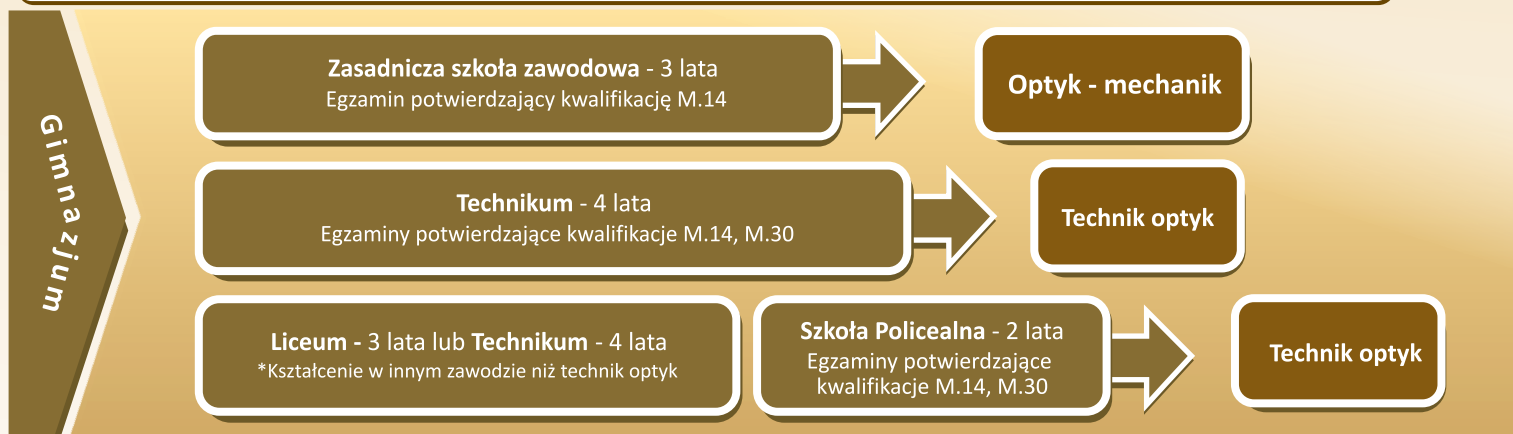 Gimnazjum
Zasadnicza szkoła zawodowa - 3 lata
Egzamin potwierdzający kwalifikację M.14
Optyk - mechanik
Technikum - 4 lata
Egzaminy potwierdzające kwalifikacje M.14, M.30
Technik optyk
Liceum - 3 lata lub Technikum - 4 lata
*Kształcenie w innym zawodzie niż technik optyk
Szkoła Policealna - 2 lata
Egzaminy potwierdzające
kwalifikacje M.14, M.30
Technik optyk